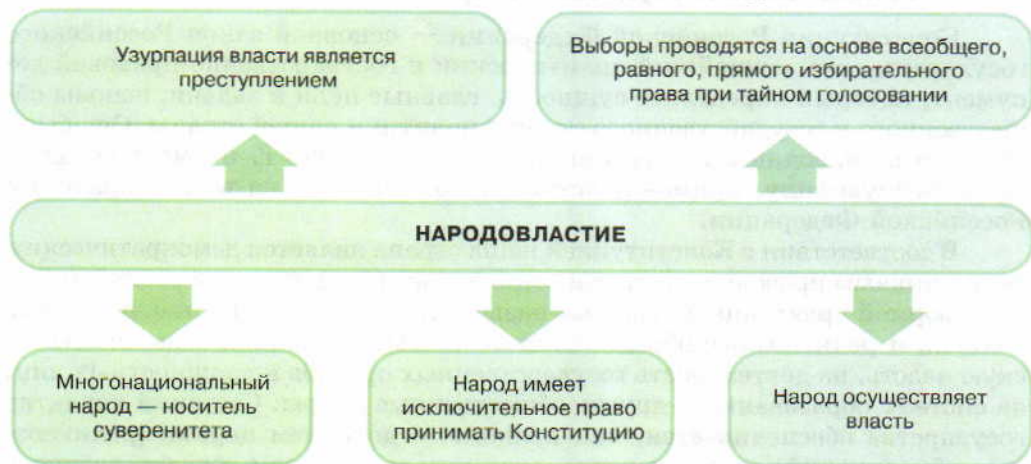 Узурпация власти является
преступлением
Выборы проводятся на основе всеобщего,
равного, прямого избирательного
права при тайном голосовании
НАРОДОВЛАСТИЕ
Многонациональный
народ — носитель
суверенитета
Народ имеет
исключительное право
принимать Конституцию
Народ осуществляет
власть